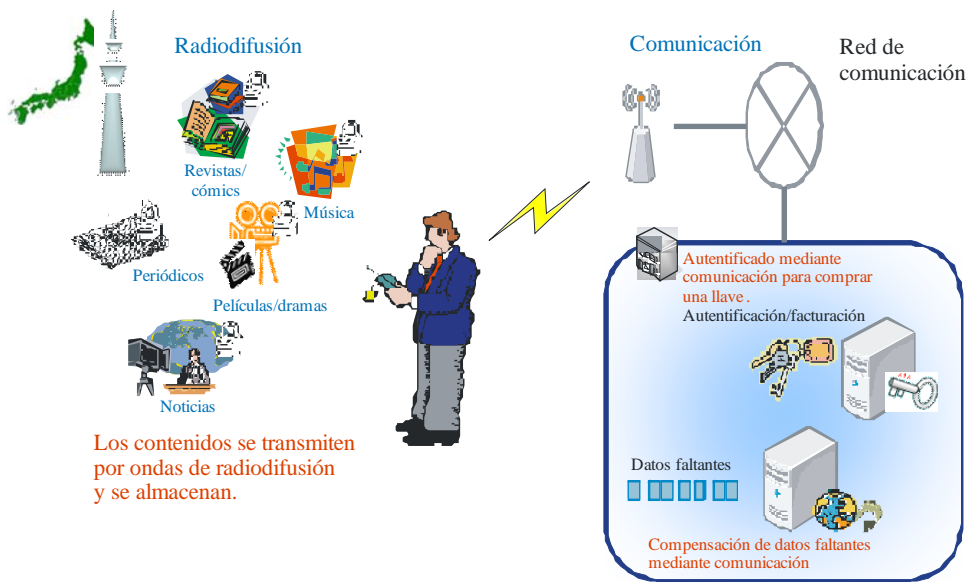 Radiodifusión
Revistas/
cómics
Música
Periódicos
Películas/dramas
Noticias
Los contenidos se transmiten
por ondas de radiodifusión
y se almacenan.
Comunicación
Red de
comunicación
Autentificado mediante
comunicación para comprar
una llave.
Autentificación/facturación
Datos faltantes
Compensación de datos faltantes
mediante comunicación